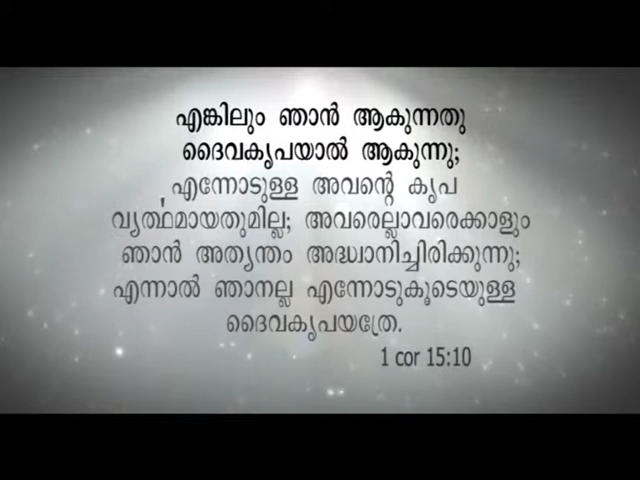 എങ്കിലും ഞാൻ ആകുന്നതു
ദൈവകൃപയാൽ ആകുന്നു;
എന്നോടുള്ള അവന്റെ കൃപ
വ്യർത്ഥമായതുമില്ല; അവരെല്ലാവരെക്കാളും
ഞാൻ അത്യന്തം അദ്ധ്വാനിച്ചിരിക്കുന്നു;
എന്നാൽ ഞാനല്ല എന്നോടുകൂടെയുള്ള
ദൈവകൃപയത്രേ.
1 cor 15:10